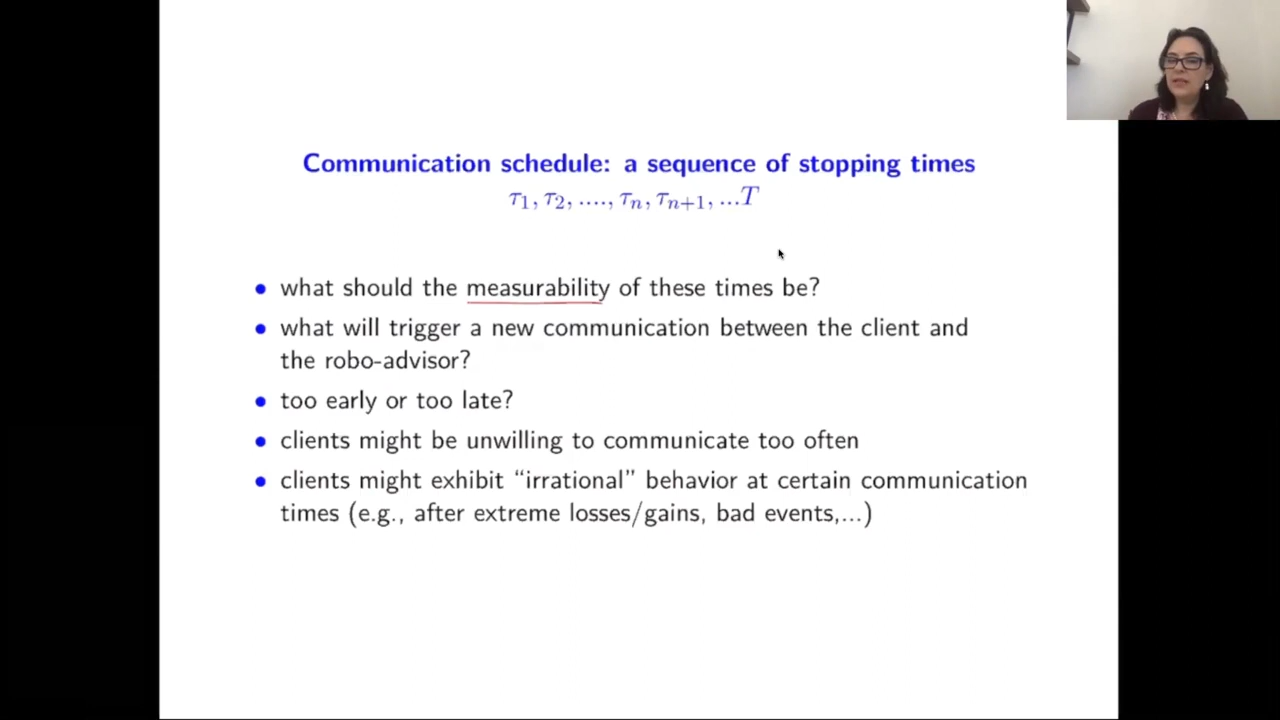 Communication schedule: a sequence of stopping times
τ₁, τ₂, ...., τₙ, τₙ₊₁, ...T
• what should the measurability of these times be?
• what will trigger a new communication between the client and
the robo-advisor?
• too early or too late?
• clients might be unwilling to communicate too often
• clients might exhibit “irrational” behavior at certain communication
times (e.g., after extreme losses/gains, bad events,...)